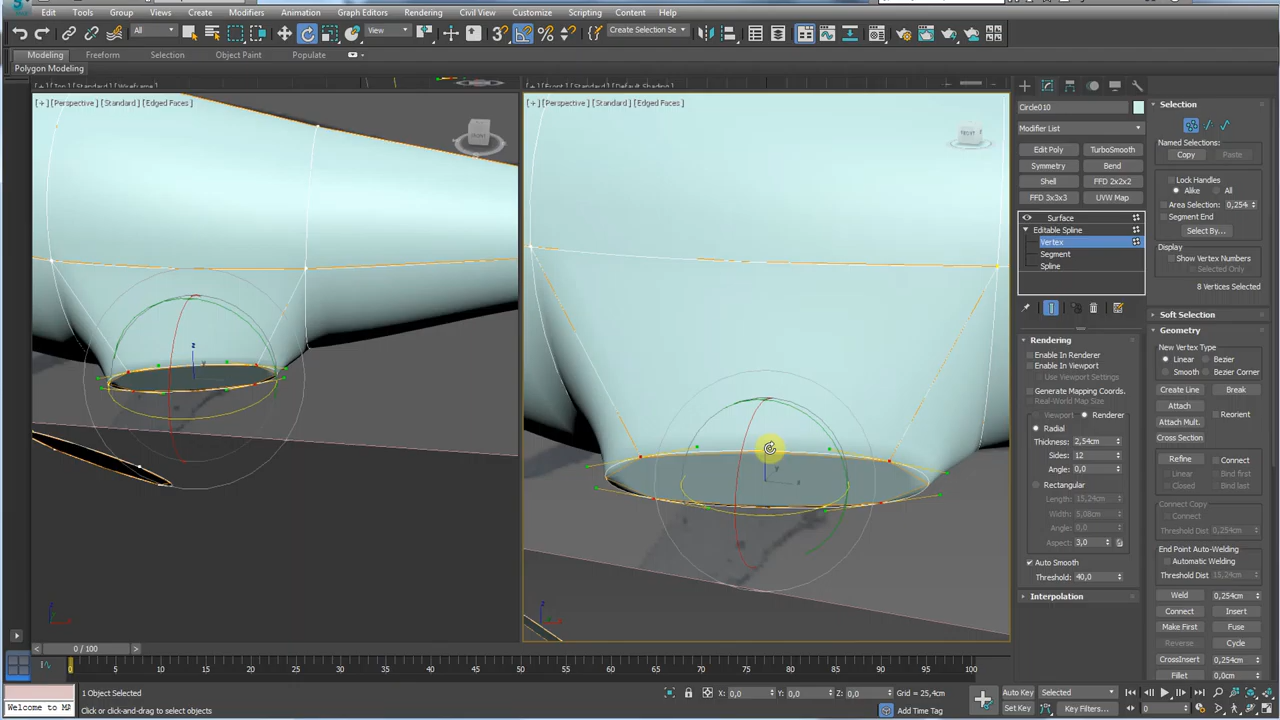 Edit Tools Group Views Create Modifiers Animation Graph Editors Rendering Civil View Customize Scripting Content Help
All View Create Selection Se
Modeling Freeform Selection Object Paint Populate
Polygon Modeling
[+] [Perspective] [Standard] [Edged Faces]
[+] [Perspective] [Standard] [Edged Faces]
FRONT
FRONT
z
y
x
y
Circle010
Modifier List
Edit Poly TurboSmooth
Symmetry Bend
Shell FFD 2x2x2
FFD 3x3x3 UVW Map
Surface
Editable Spline
Vertex
Segment
Spline
Rendering
Enable In Renderer
Enable In Viewport
Use Viewport Settings
Generate Mapping Coords.
Real-World Map Size
Viewport Renderer
Radial
Thickness: 2,54cm
Sides: 12
Angle: 0,0
Rectangular
Length: 15,24cm
Width: 5,08cm
Angle: 0,0
Aspect: 3,0
Auto Smooth
Threshold: 40,0
Interpolation
Selection
Named Selections:
Copy Paste
Lock Handles
Alike All
Area Selection: 0,254
Segment End
Select By...
Display
Show Vertex Numbers
Selected Only
8 Vertices Selected
Soft Selection
Geometry
New Vertex Type
Linear Bezier
Smooth Bezier Corner
Create Line Break
Attach Reorient
Attach Mult.
Cross Section
Refine Connect
Linear Bind first
Closed Bind last
Connect Copy
Connect
Threshold Dist 0,254cm
End Point Auto-Welding
Automatic Welding
Threshold Dist 15,24cm
Weld 0,254cm
Connect Insert
Make First Fuse
Reverse Cycle
CrossInsert 0,254cm
Fillet 0,0cm
0 / 100
0 5 10 15 20 25 30 35 40 45 50 55 60 65 70 75 80 85 90 95 100
1 Object Selected
X: 0,0 Y: 0,0 Z: 0,0 Grid = 25,4cm
Auto Key Selected
Welcome to MA
Click or click-and-drag to select objects
Add Time Tag
Set Key Key Filters... 0